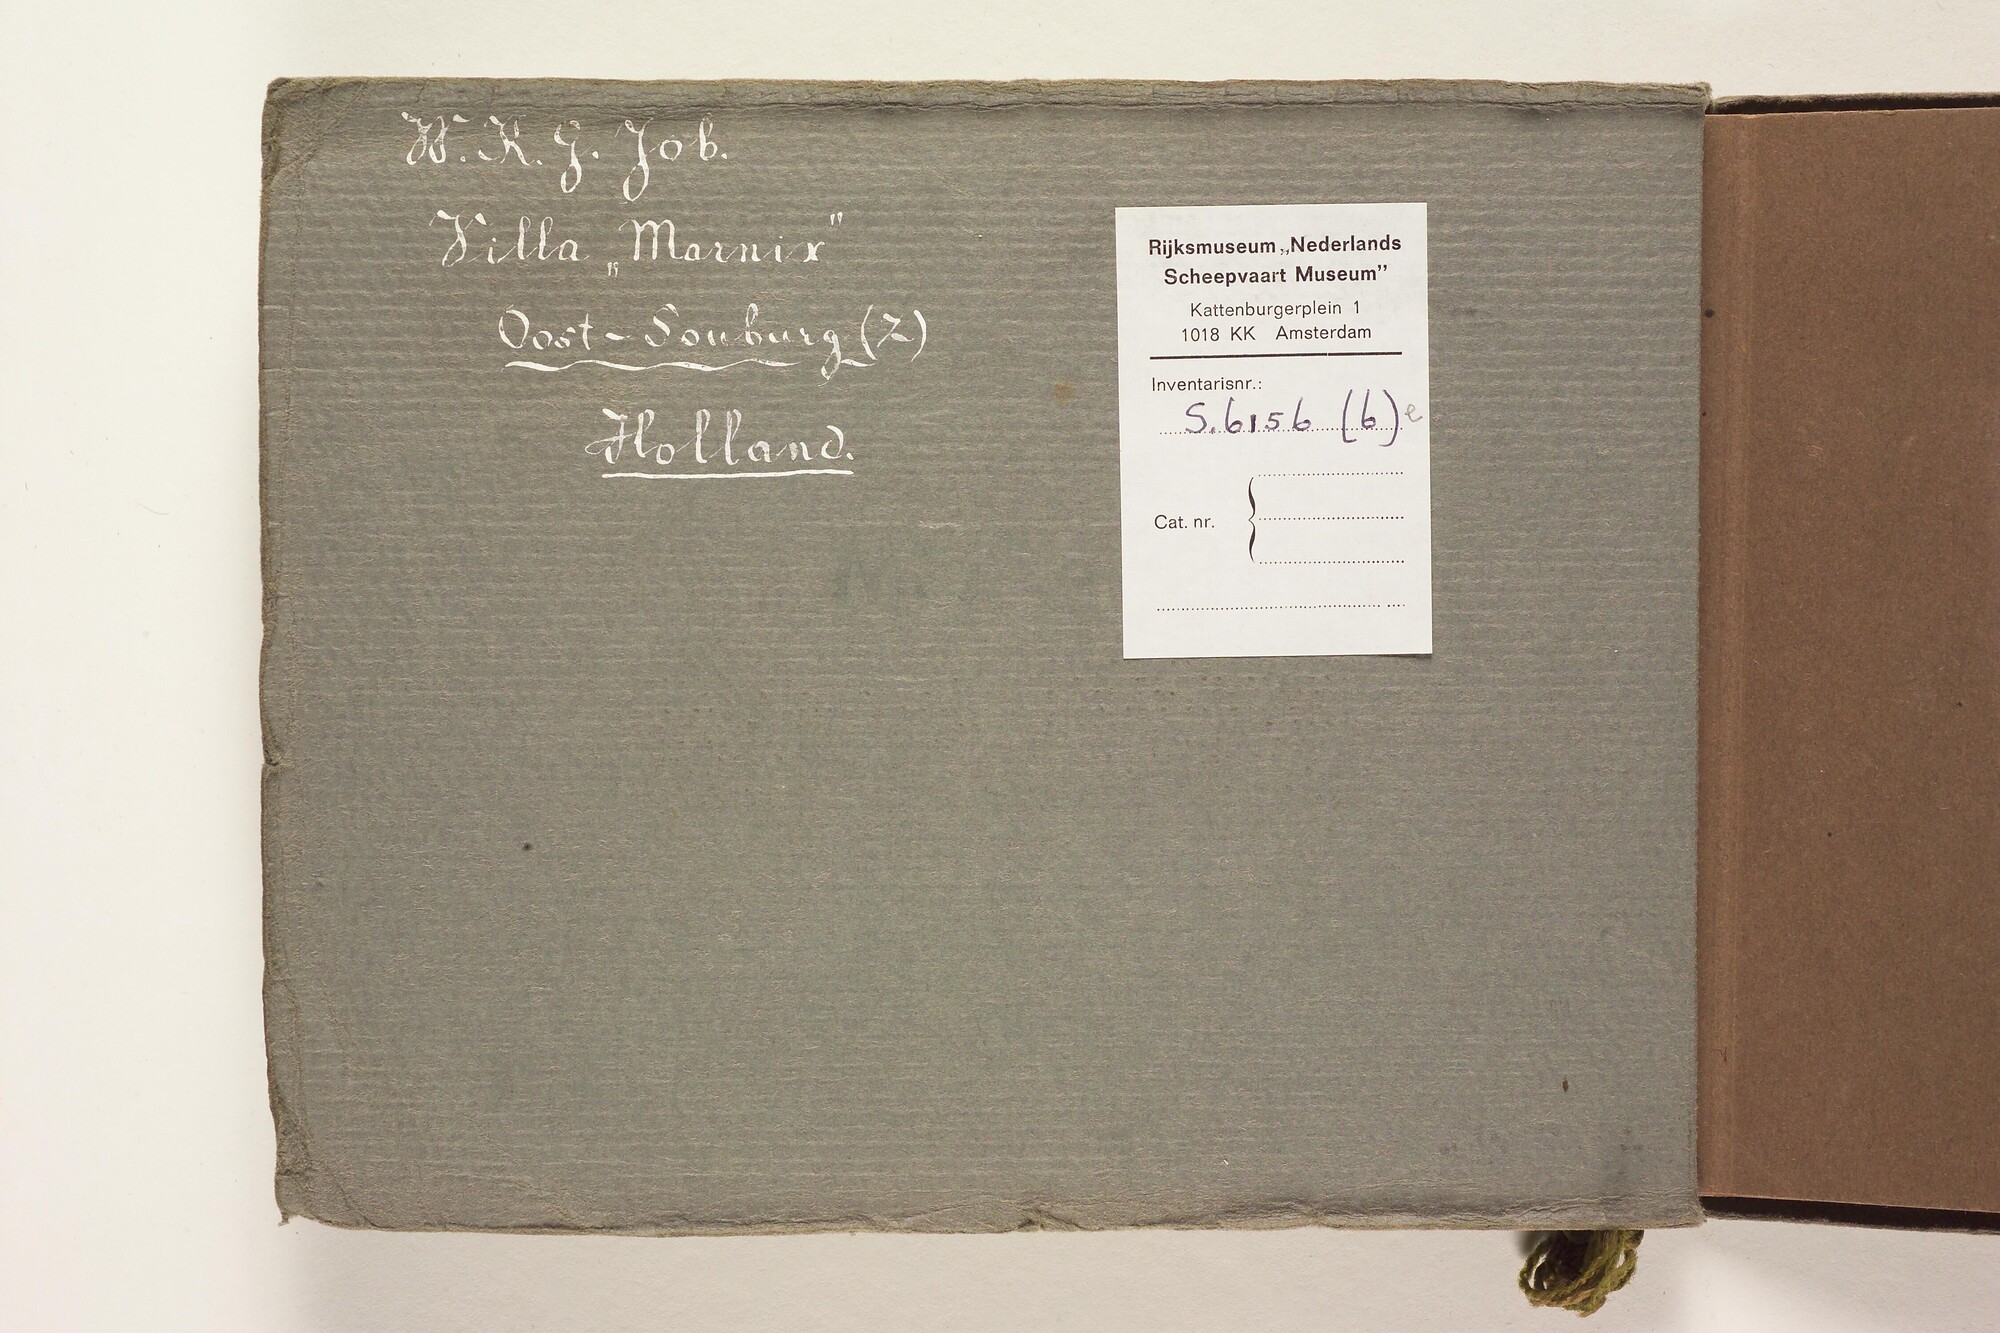 W. K. G. Job.
Villa „Marnix"
Oost-Souburg (Z)
Holland.
Rijksmuseum „Nederlands
Scheepvaart Museum”
Kattenburgerplein 1
1018 KK Amsterdam
Inventarisnr.:
S.6156 (b)e
Cat. nr.